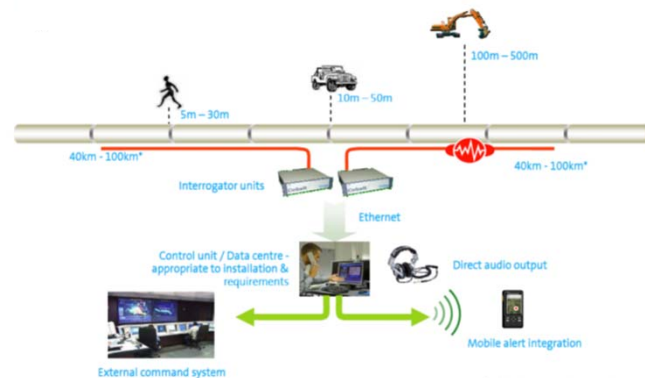 100m – 500m
10m – 50m
5m – 30m
40km - 100km*
40km - 100km*
Interrogator units
Ethernet
Control unit / Data centre -
appropriate to installation &
requirements
Direct audio output
Mobile alert integration
External command system